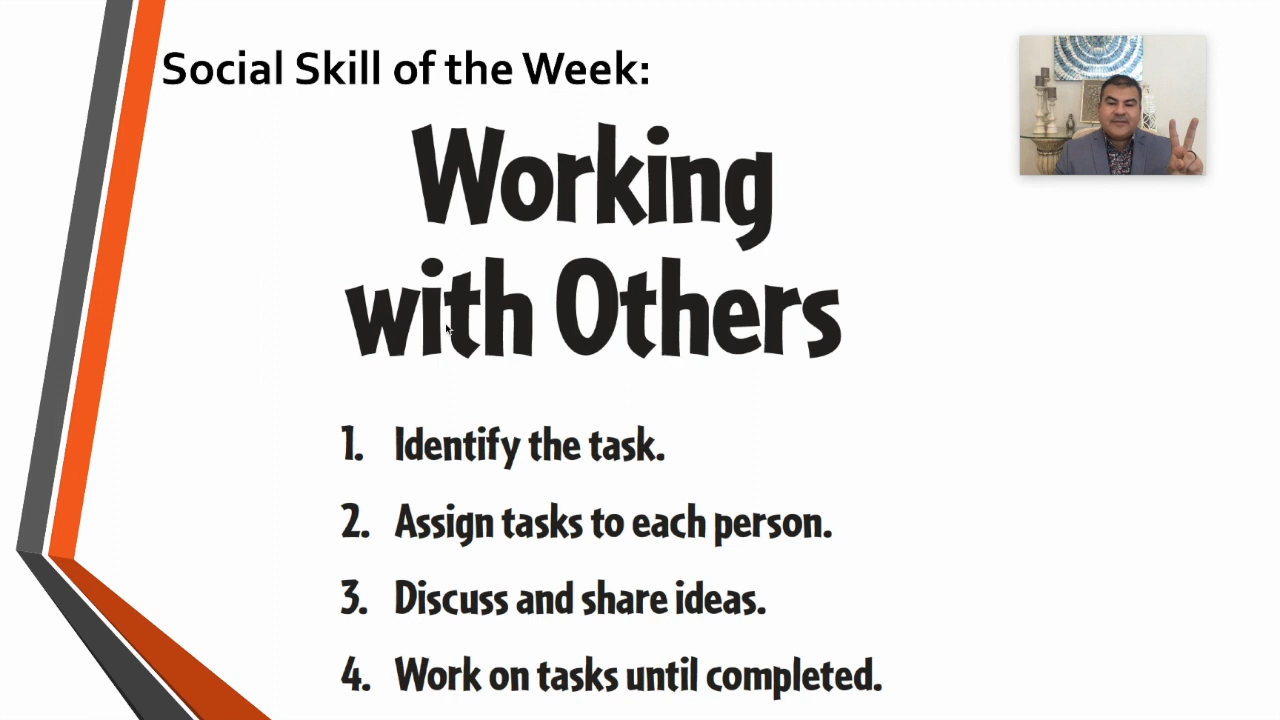 Social Skill of the Week:
Working
with Others
1. Identify the task.
2. Assign tasks to each person.
3. Discuss and share ideas.
4. Work on tasks until completed.